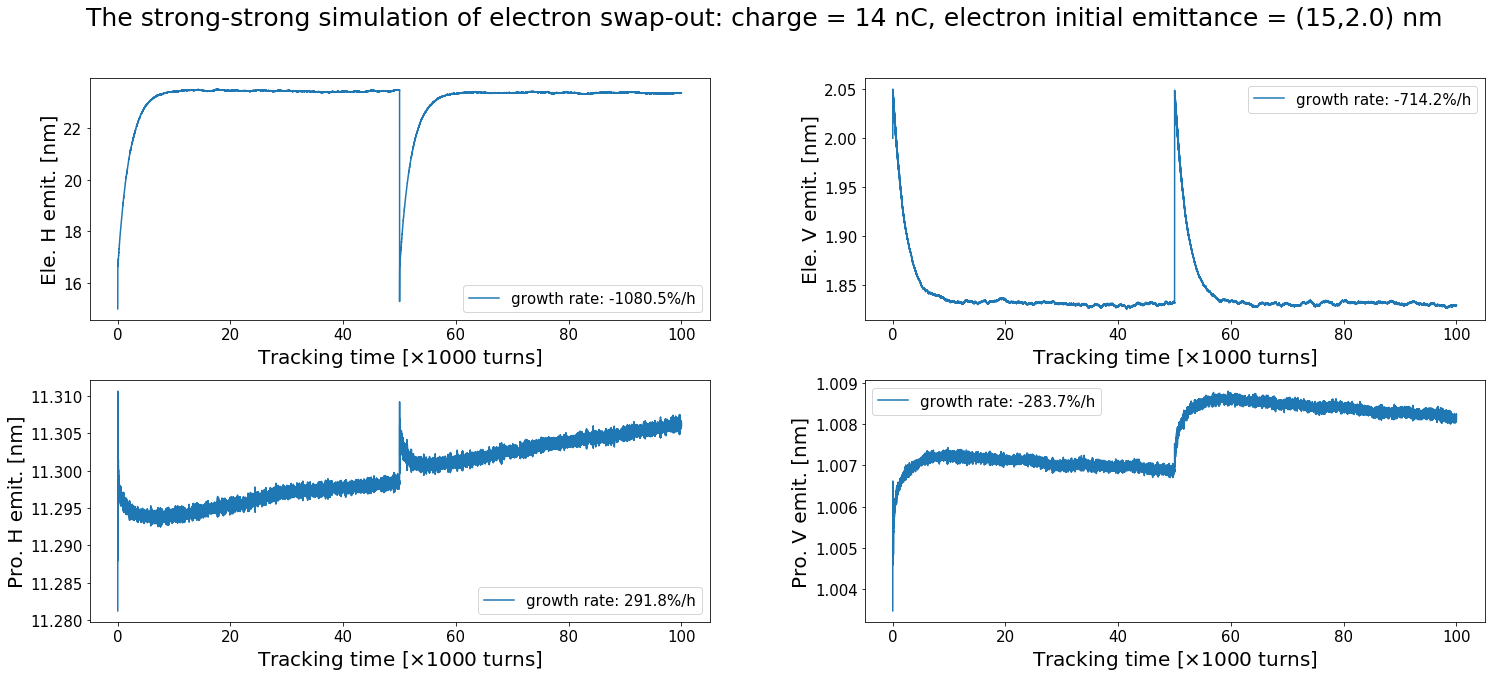 The strong-strong simulation of electron swap-out: charge = 14 nC, electron initial emittance = (15,2.0) nm
Ele. H emit. [nm]
22
20
18
16
growth rate: -1080.5%/h
0 20 40 60 80 100
Tracking time [×1000 turns]
Ele. V emit. [nm]
2.05
2.00
1.95
1.90
1.85
growth rate: -714.2%/h
0 20 40 60 80 100
Tracking time [×1000 turns]
Pro. H emit. [nm]
11.310
11.305
11.300
11.295
11.290
11.285
11.280
growth rate: 291.8%/h
0 20 40 60 80 100
Tracking time [×1000 turns]
Pro. V emit. [nm]
1.009
1.008
1.007
1.006
1.005
1.004
growth rate: -283.7%/h
0 20 40 60 80 100
Tracking time [×1000 turns]